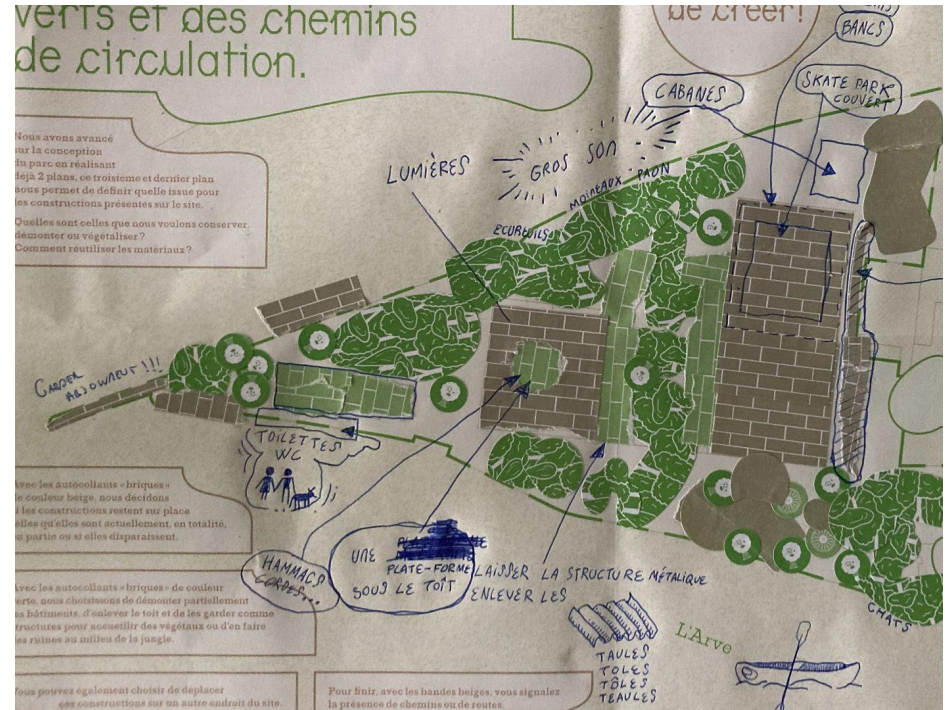 verts et des chemins
de circulation.
de créer!
BANCS
SKATE PARK
COUVERT
CABANES
GROS SON
LUMIÈRES
MOINEAUX - PAON
ECUREUILS
Nous avons avancé
sur la conception
du parc en réalisant
déjà 2 plans, ce troisième et dernier plan
nous permet de définir quelle issue pour
les constructions présentes sur le site.
Quelles sont celles que nous voulons conserver,
démonter ou végétaliser?
Comment réutiliser les matériaux?
GARDER
ABSOLUMENT !!!
TOILETTES
WC
Avec les autocollants «briques»
de couleur beige, nous décidons
si les constructions restent sur place
telles qu'elles sont actuellement, en totalité,
en partie ou si elles disparaissent.
HAMMACS
CORDES...
UNE
PLATE-FORME
SOUS LE TOÎT
LAISSER LA STRUCTURE MÉTALIQUE
ENLEVER LES
TAULES
TOLES
TÔLES
TEAULES
L'Arve
CHATS
Avec les autocollants «briques» de couleur
verte, nous choisissons de démonter partiellement
les bâtiments, d'enlever le toit et de les garder comme
structures pour accueillir des végétaux ou d'en faire
des ruines au milieu de la jungle.
Vous pouvez également choisir de déplacer
ces constructions sur un autre endroit du site.
Pour finir, avec les bandes beiges, vous signalez
la présence de chemins ou de routes.